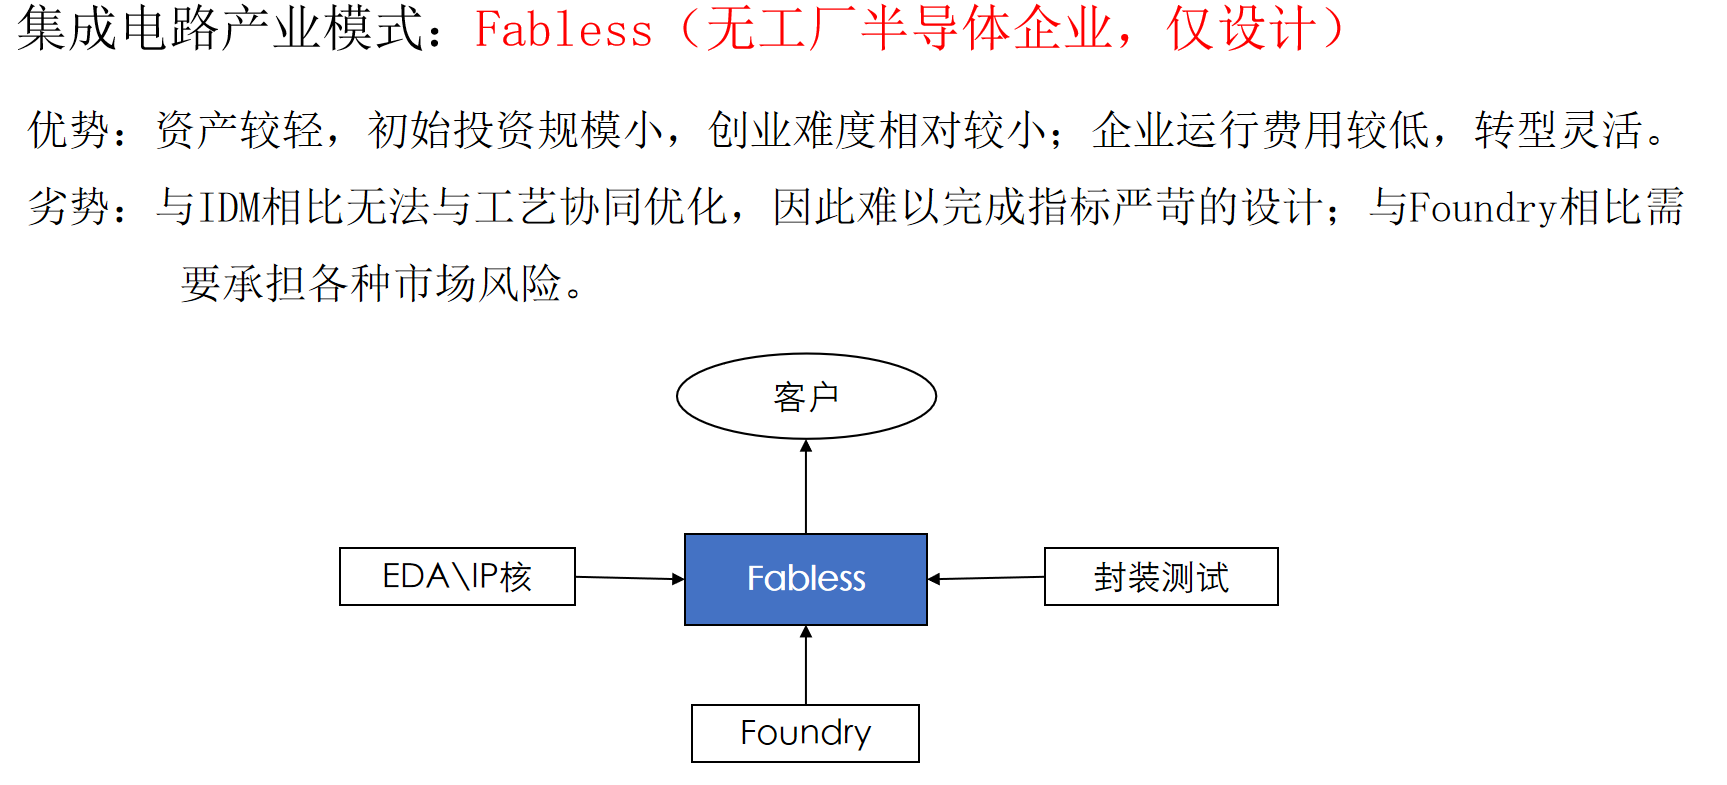 集成电路产业模式：Fabless（无工厂半导体企业，仅设计）
优势：资产较轻，初始投资规模小，创业难度相对较小；企业运行费用较低，转型灵活。
劣势：与IDM相比无法与工艺协同优化，因此难以完成指标严苛的设计；与Foundry相比需
要承担各种市场风险。
客户
EDA\IP核
Fabless
封装测试
Foundry